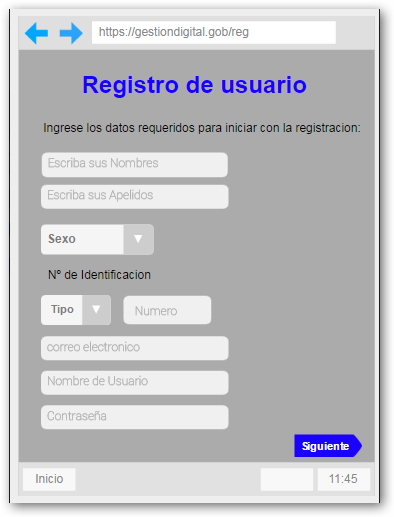 https://gestiondigital.gob/reg
Registro de usuario
Ingrese los datos requeridos para iniciar con la registracion:
Escriba sus Nombres
Escriba sus Apelidos
Sexo
Nº de Identificacion
Tipo Numero
correo electronico
Nombre de Usuario
Contraseña
Siguiente
Inicio 11:45